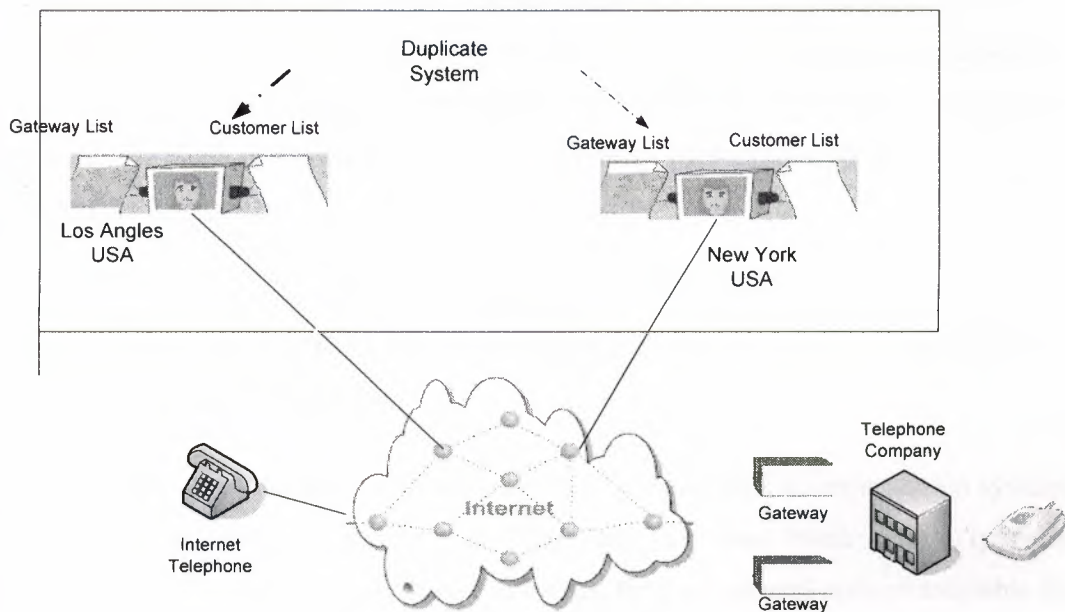 Duplicate
System
Gateway List
Customer List
Gateway List
Customer List
Los Angles
USA
New York
USA
Telephone
Company
Internet
Gateway
Internet
Telephone
Gateway